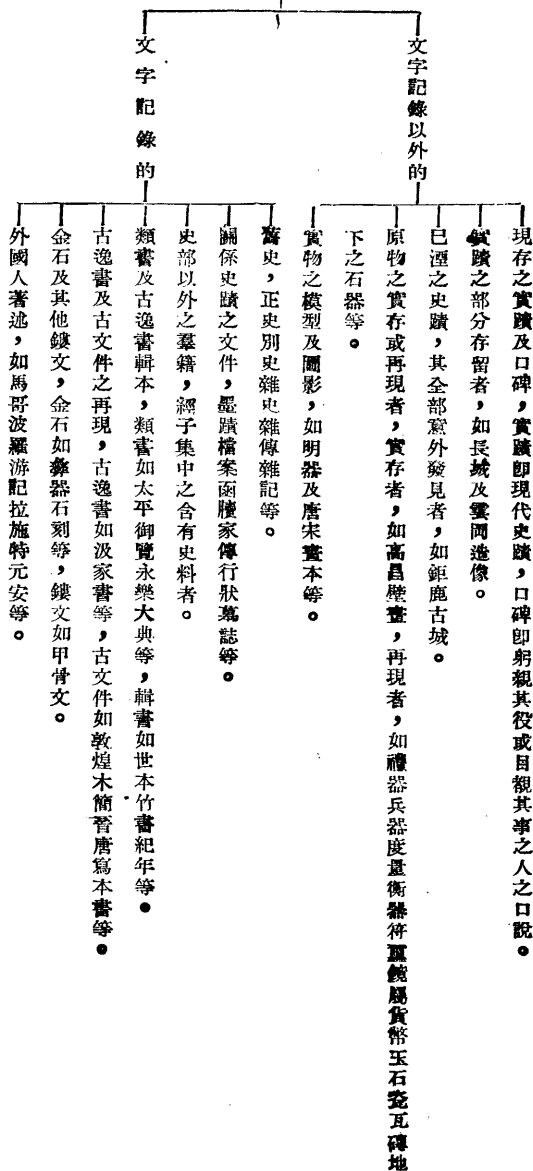 文字記錄以外的
現存之實蹟及口碑，實蹟卽現代史蹟，口碑卽躬親其役或目覩其事之人之口說。
實蹟之部分存留者，如長城及雲岡造像。
已湮之史蹟，其全部意外發見者，如鉅鹿古城。
原物之實存或再現者，實存者，如高昌壁畫，再現者，如禮器兵器度量衡器符璽鏡屬貨幣玉石瓷瓦磚地
下之石器等。
實物之模型及圖影，如明器及唐宋畫本等。
文字記錄的
舊史，正史別史雜史雜傳雜記等。
關係史蹟之文件，墨蹟檔案函牘家傳行狀墓誌等。
史部以外之羣籍，經子集中之含有史料者。
類書及古逸書輯本，類書如太平御覽永樂大典等，輯書如世本竹書紀年等。
古逸書及古文件之再現，古逸書如汲冢書等，古文件如敦煌木簡晉唐寫本書等。
金石及其他鏤文，金石如彝器石刻等，鏤文如甲骨文。
外國人著述，如馬哥波羅游記拉施特元安等。